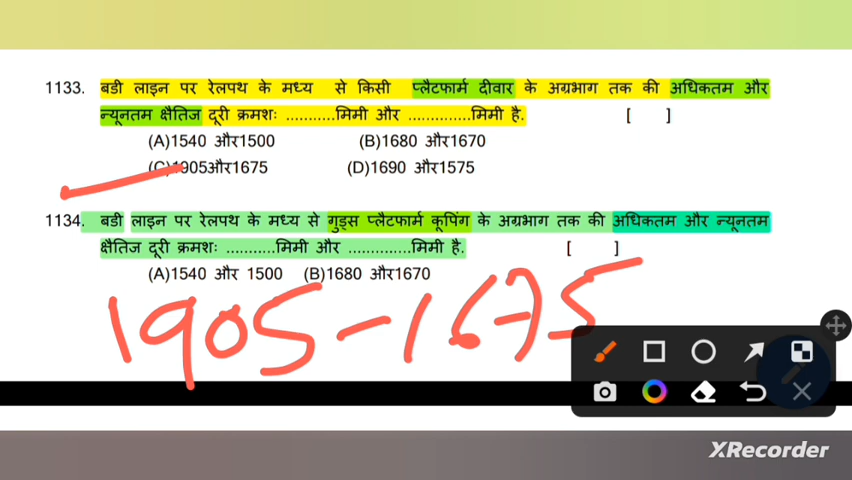 1133. बडी लाइन पर रेलपथ के मध्य से किसी प्लैटफार्म दीवार के अग्रभाग तक की अधिकतम और
न्यूनतम क्षैतिज दूरी क्रमशः ...........मिमी और ..............मिमी है. [ ]
(A)1540 और1500 (B)1680 और1670
(C)1905और1675 (D)1690 और1575
1134. बडी लाइन पर रेलपथ के मध्य से गुड्स प्लैटफार्म कूपिंग के अग्रभाग तक की अधिकतम और न्यूनतम
क्षैतिज दूरी क्रमशः ...........मिमी और ..............मिमी है. [ ]
(A)1540 और 1500 (B)1680 और1670
1905-1675
XRecorder